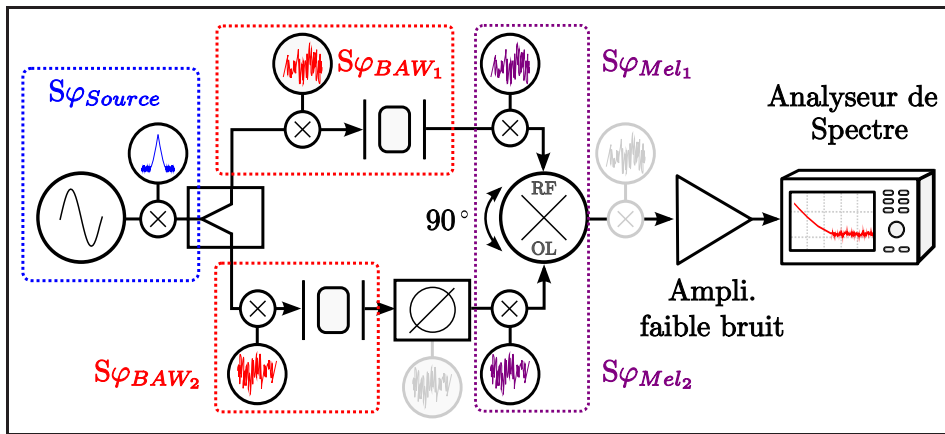 Sφ_BAW₁
Sφ_Mel₁
Sφ_Source
Analyseur de
Spectre
RF
90°
OL
Ampli.
faible bruit
Sφ_BAW₂
Sφ_Mel₂